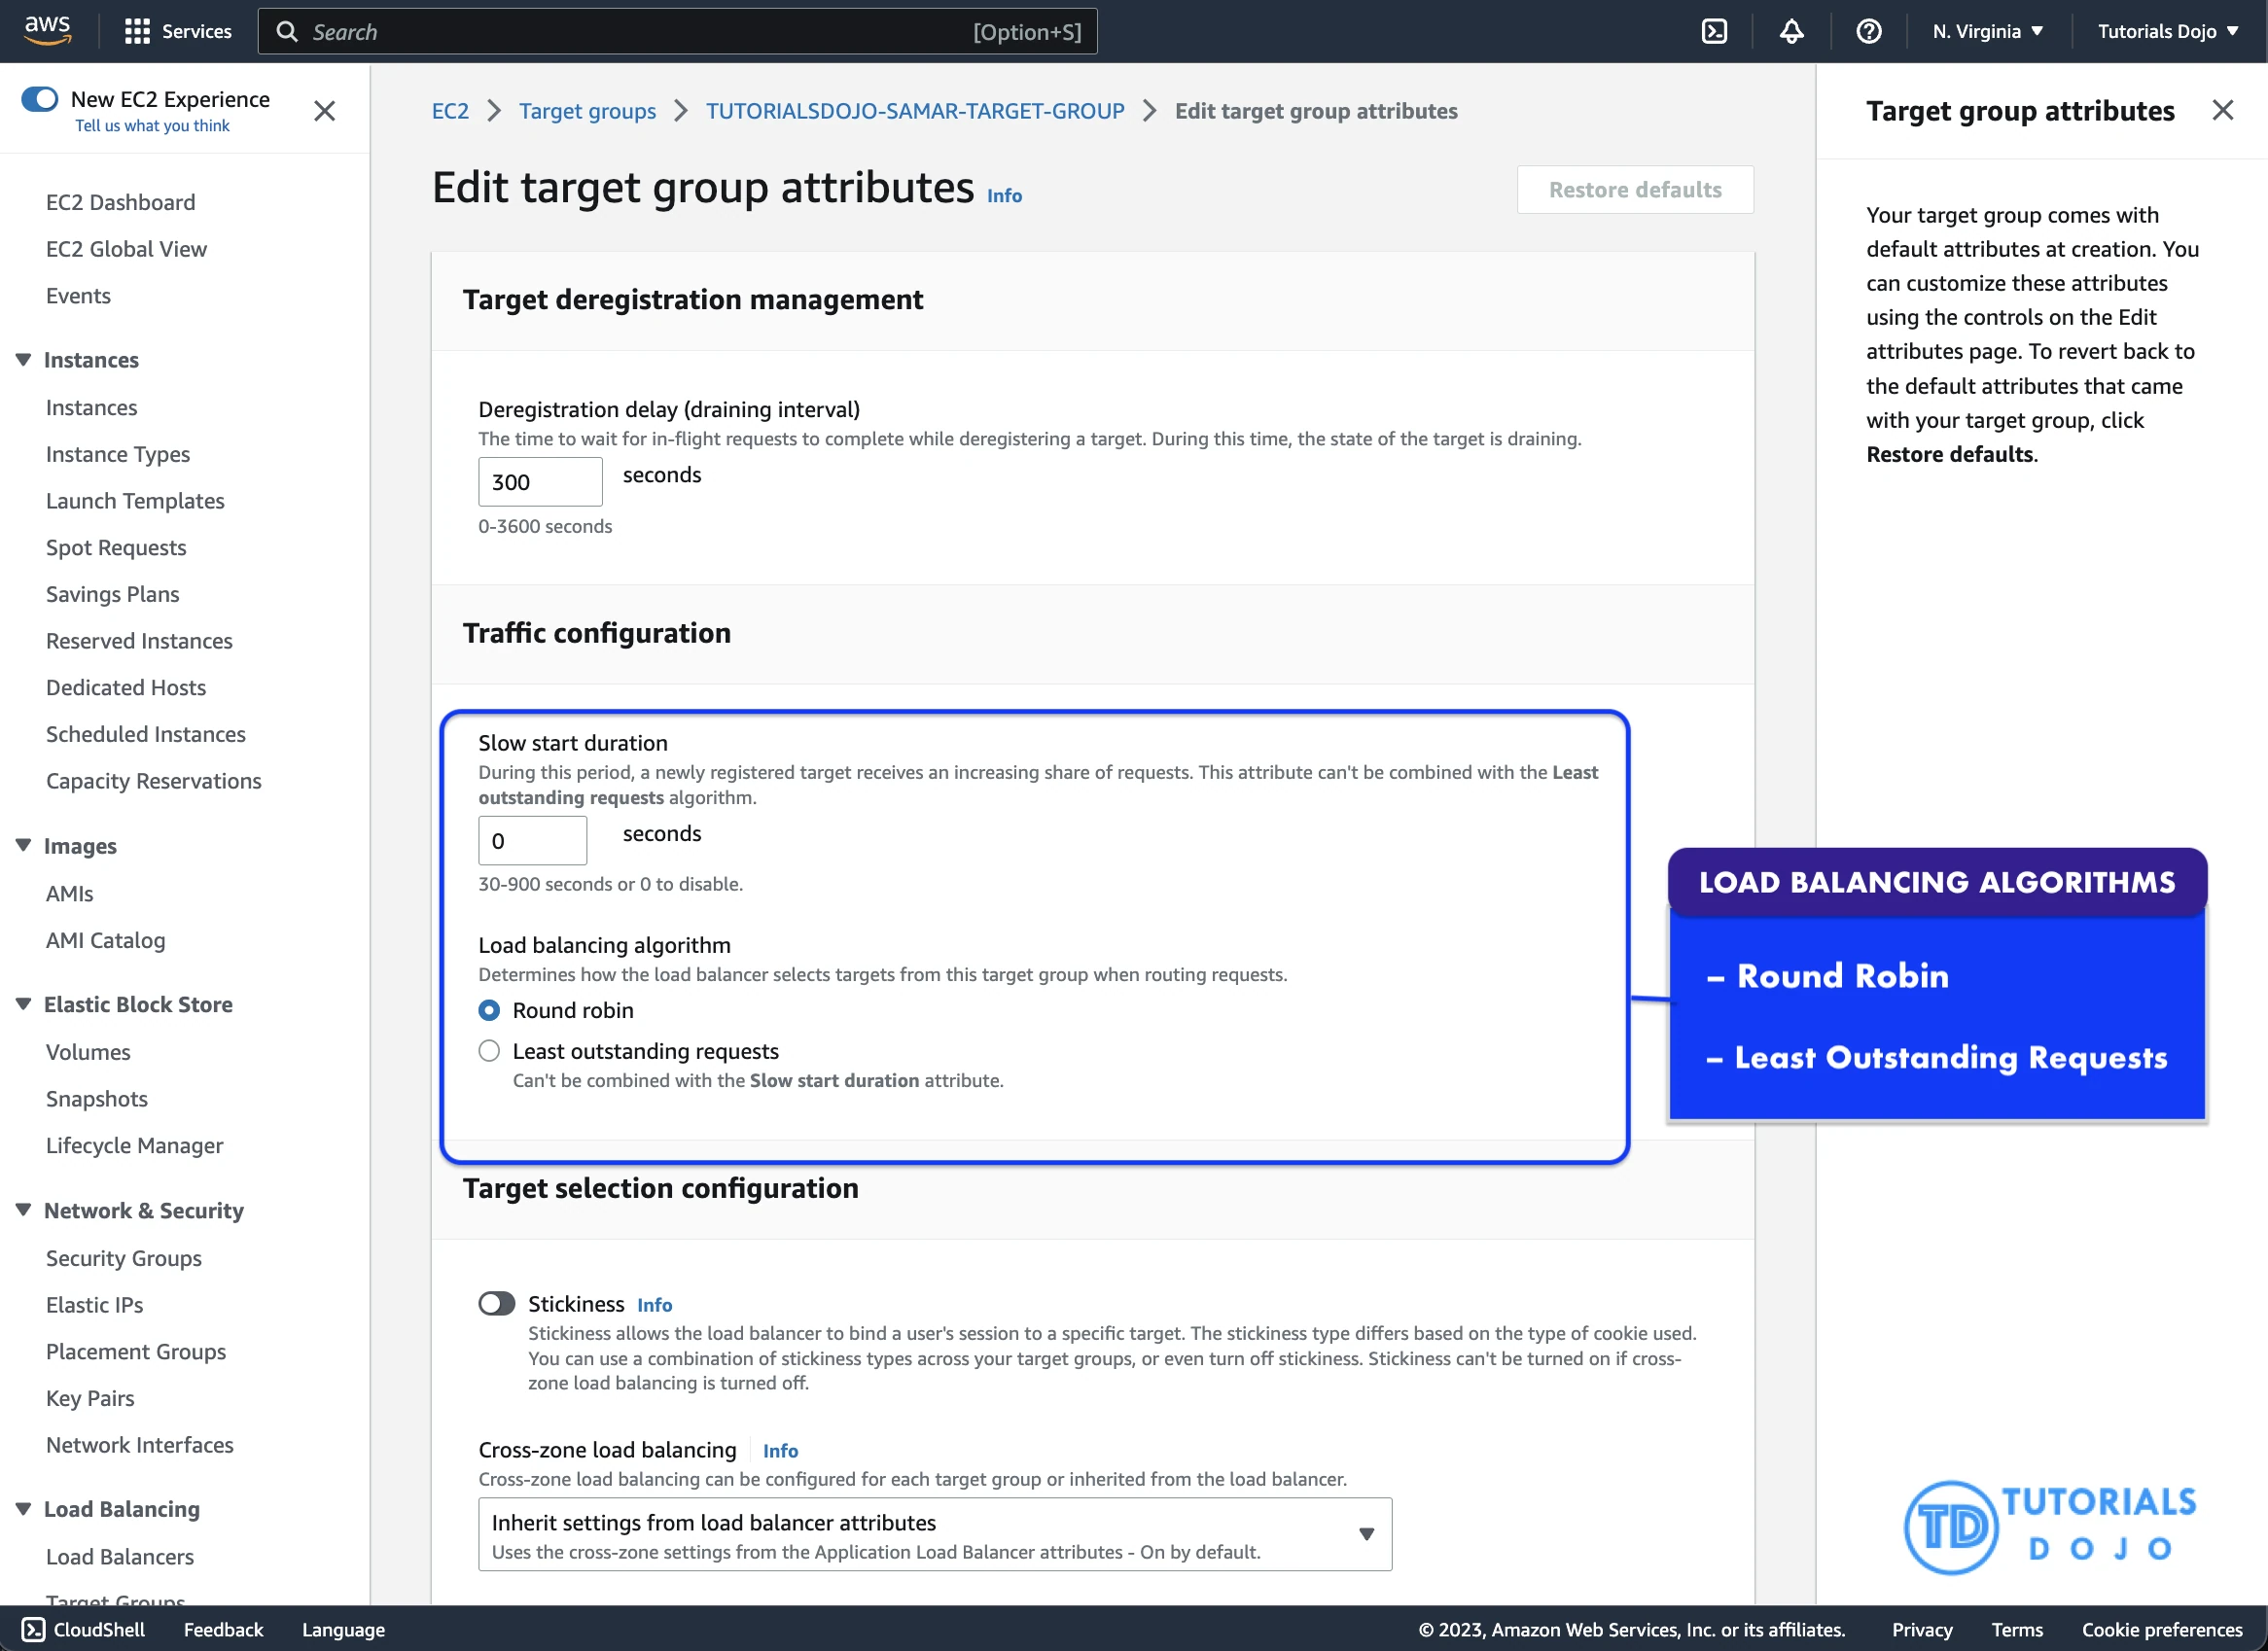 aws
Services
Search
[Option+S]
N. Virginia
Tutorials Dojo
New EC2 Experience
Tell us what you think
EC2 Dashboard
EC2 Global View
Events
Instances
Instances
Instance Types
Launch Templates
Spot Requests
Savings Plans
Reserved Instances
Dedicated Hosts
Scheduled Instances
Capacity Reservations
Images
AMIs
AMI Catalog
Elastic Block Store
Volumes
Snapshots
Lifecycle Manager
Network & Security
Security Groups
Elastic IPs
Placement Groups
Key Pairs
Network Interfaces
Load Balancing
Load Balancers
Target Groups
EC2 > Target groups > TUTORIALSDOJO-SAMAR-TARGET-GROUP > Edit target group attributes
Edit target group attributes Info
Restore defaults
Target deregistration management
Deregistration delay (draining interval)
The time to wait for in-flight requests to complete while deregistering a target. During this time, the state of the target is draining.
300 seconds
0-3600 seconds
Traffic configuration
Slow start duration
During this period, a newly registered target receives an increasing share of requests. This attribute can't be combined with the Least
outstanding requests algorithm.
0 seconds
30-900 seconds or 0 to disable.
Load balancing algorithm
Determines how the load balancer selects targets from this target group when routing requests.
Round robin
Least outstanding requests
Can't be combined with the Slow start duration attribute.
Target selection configuration
Stickiness Info
Stickiness allows the load balancer to bind a user's session to a specific target. The stickiness type differs based on the type of cookie used.
You can use a combination of stickiness types across your target groups, or even turn off stickiness. Stickiness can't be turned on if cross-
zone load balancing is turned off.
Cross-zone load balancing Info
Cross-zone load balancing can be configured for each target group or inherited from the load balancer.
Inherit settings from load balancer attributes
Uses the cross-zone settings from the Application Load Balancer attributes - On by default.
Target group attributes
Your target group comes with
default attributes at creation. You
can customize these attributes
using the controls on the Edit
attributes page. To revert back to
the default attributes that came
with your target group, click
Restore defaults.
LOAD BALANCING ALGORITHMS
– Round Robin
– Least Outstanding Requests
TD
TUTORIALS
DOJO
CloudShell
Feedback
Language
© 2023, Amazon Web Services, Inc. or its affiliates.
Privacy
Terms
Cookie preferences